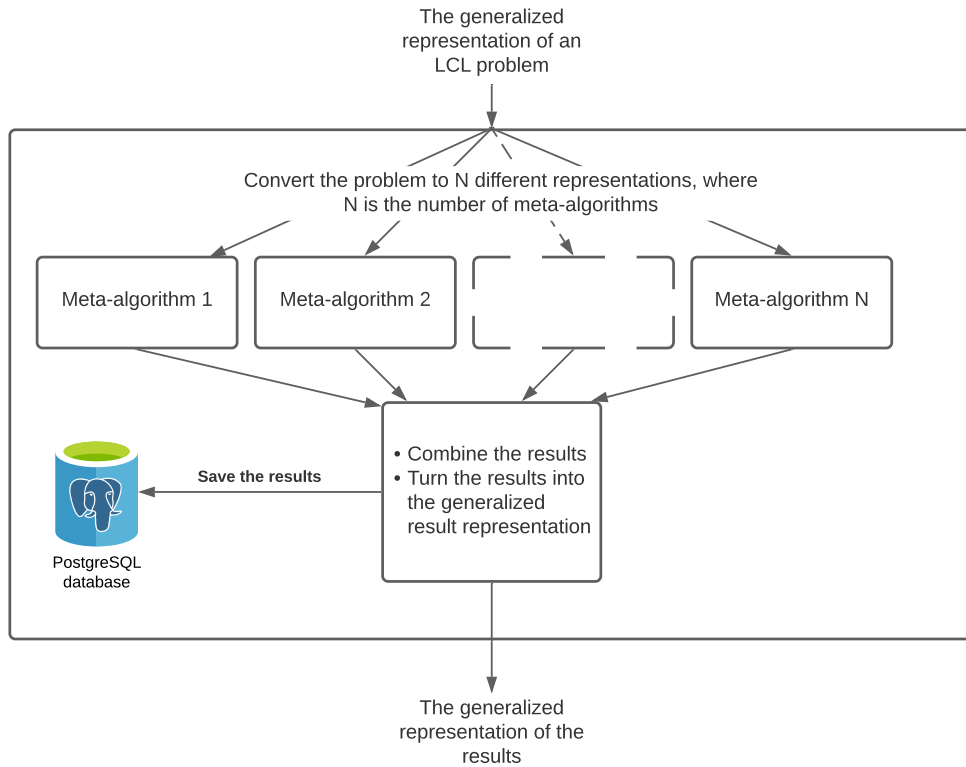 The generalized
representation of an
LCL problem
Convert the problem to N different representations, where
N is the number of meta-algorithms
Meta-algorithm 1
Meta-algorithm 2
Meta-algorithm N
• Combine the results
• Turn the results into
the generalized
result representation
Save the results
PostgreSQL
database
The generalized
representation of the
results